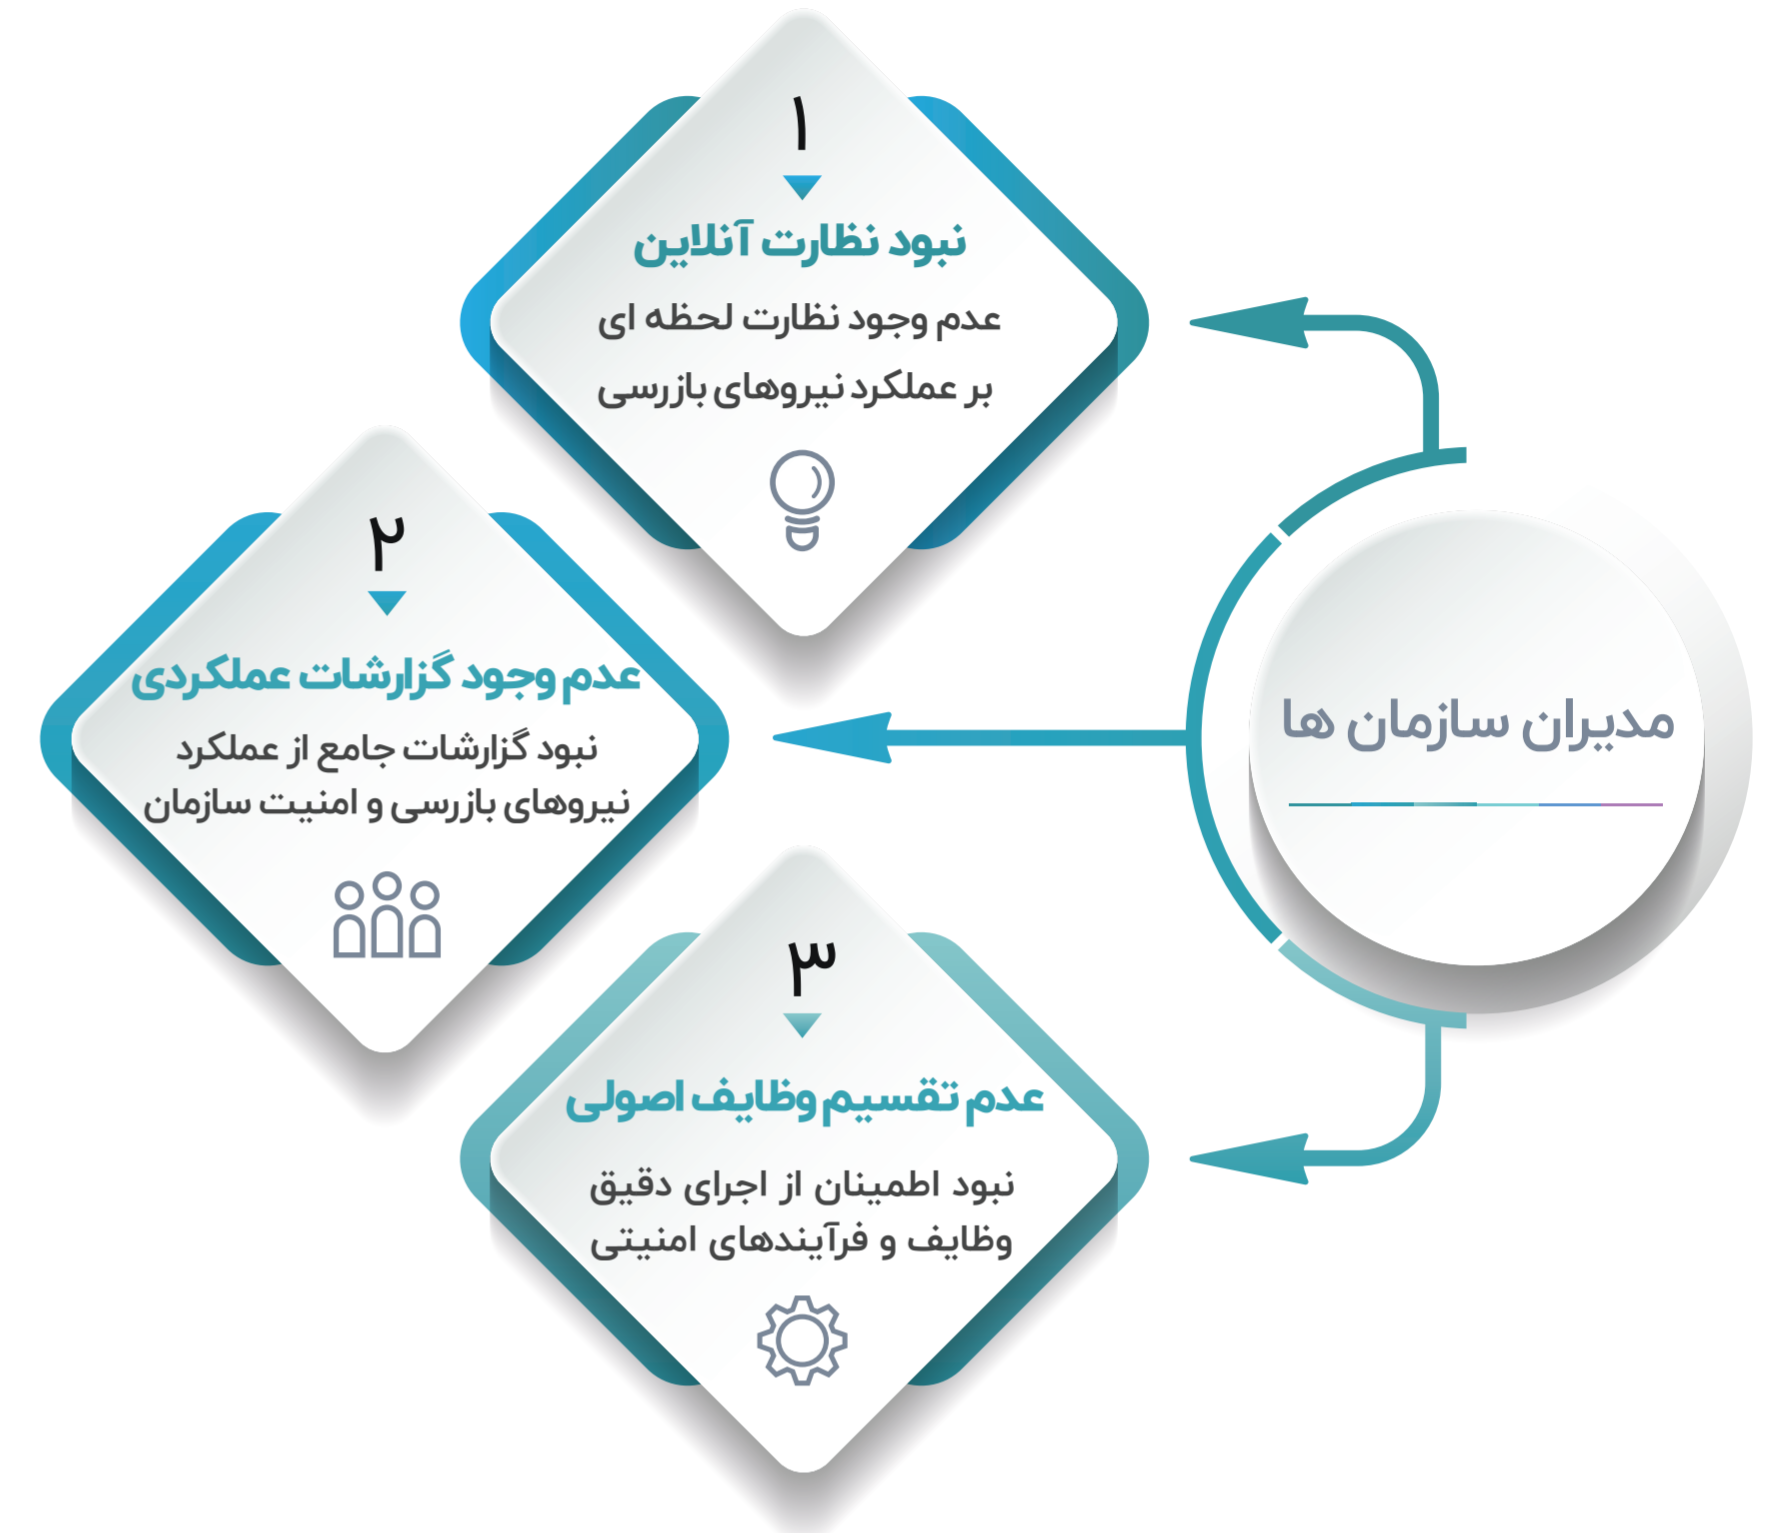 مدیران سازمان ها
۱
نبود نظارت آنلاین
عدم وجود نظارت لحظه ای
بر عملکرد نیروهای بازرسی
۲
عدم وجود گزارشات عملکردی
نبود گزارشات جامع از عملکرد
نیروهای بازرسی و امنیت سازمان
۳
عدم تقسیم وظایف اصولی
نبود اطمینان از اجرای دقیق
وظایف و فرآیندهای امنیتی